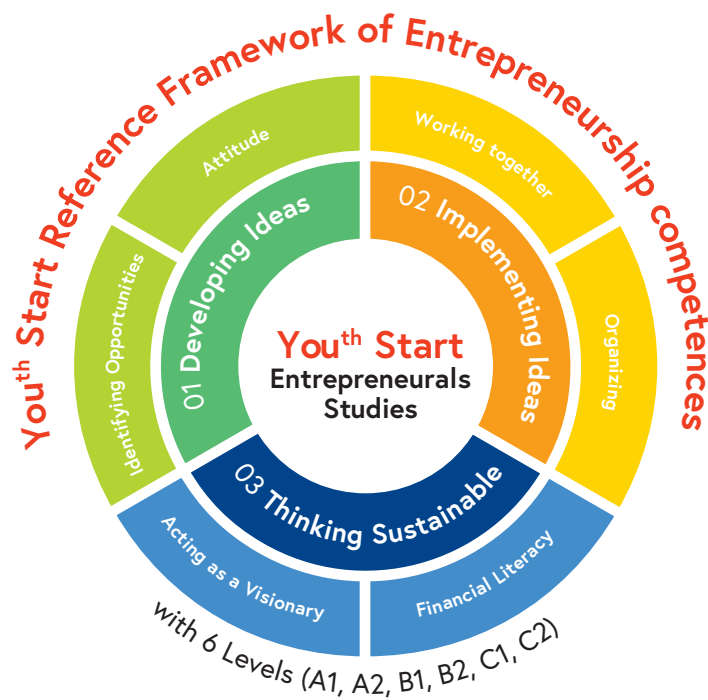 Youth Start Reference Framework of Entrepreneurship competences
Attitude
Working together
Identifying Opportunities
01 Developing Ideas
02 Implementing Ideas
Organizing
Youth Start
Entrepreneurals
Studies
03 Thinking Sustainable
Acting as a Visionary
Financial Literacy
with 6 Levels (A1, A2, B1, B2, C1, C2)